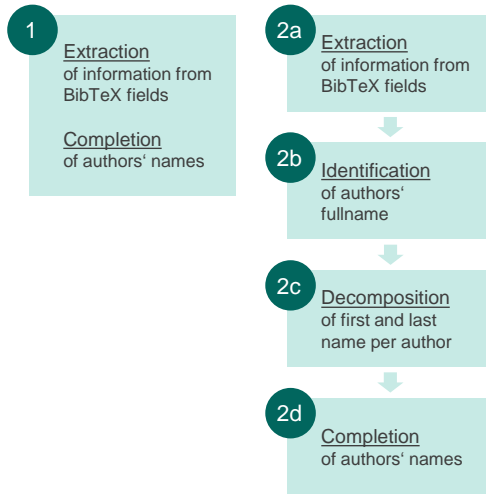 1
Extraction
of information from
BibTeX fields
Completion
of authors‘ names
2a
Extraction
of information from
BibTeX fields
2b
Identification
of authors‘
fullname
2c
Decomposition
of first and last
name per author
2d
Completion
of authors‘ names